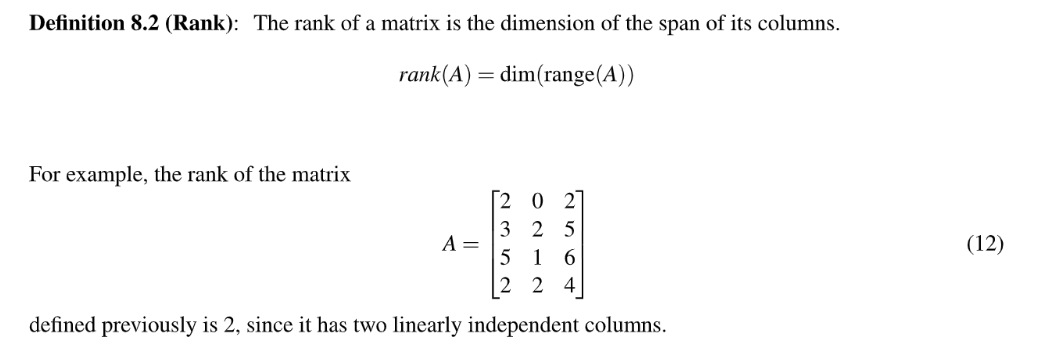 Definition 8.2 (Rank): The rank of a matrix is the dimension of the span of its columns.
rank(A) = dim(range(A))
For example, the rank of the matrix
A = [2 0 2
3 2 5
5 1 6
2 2 4] (12)
defined previously is 2, since it has two linearly independent columns.